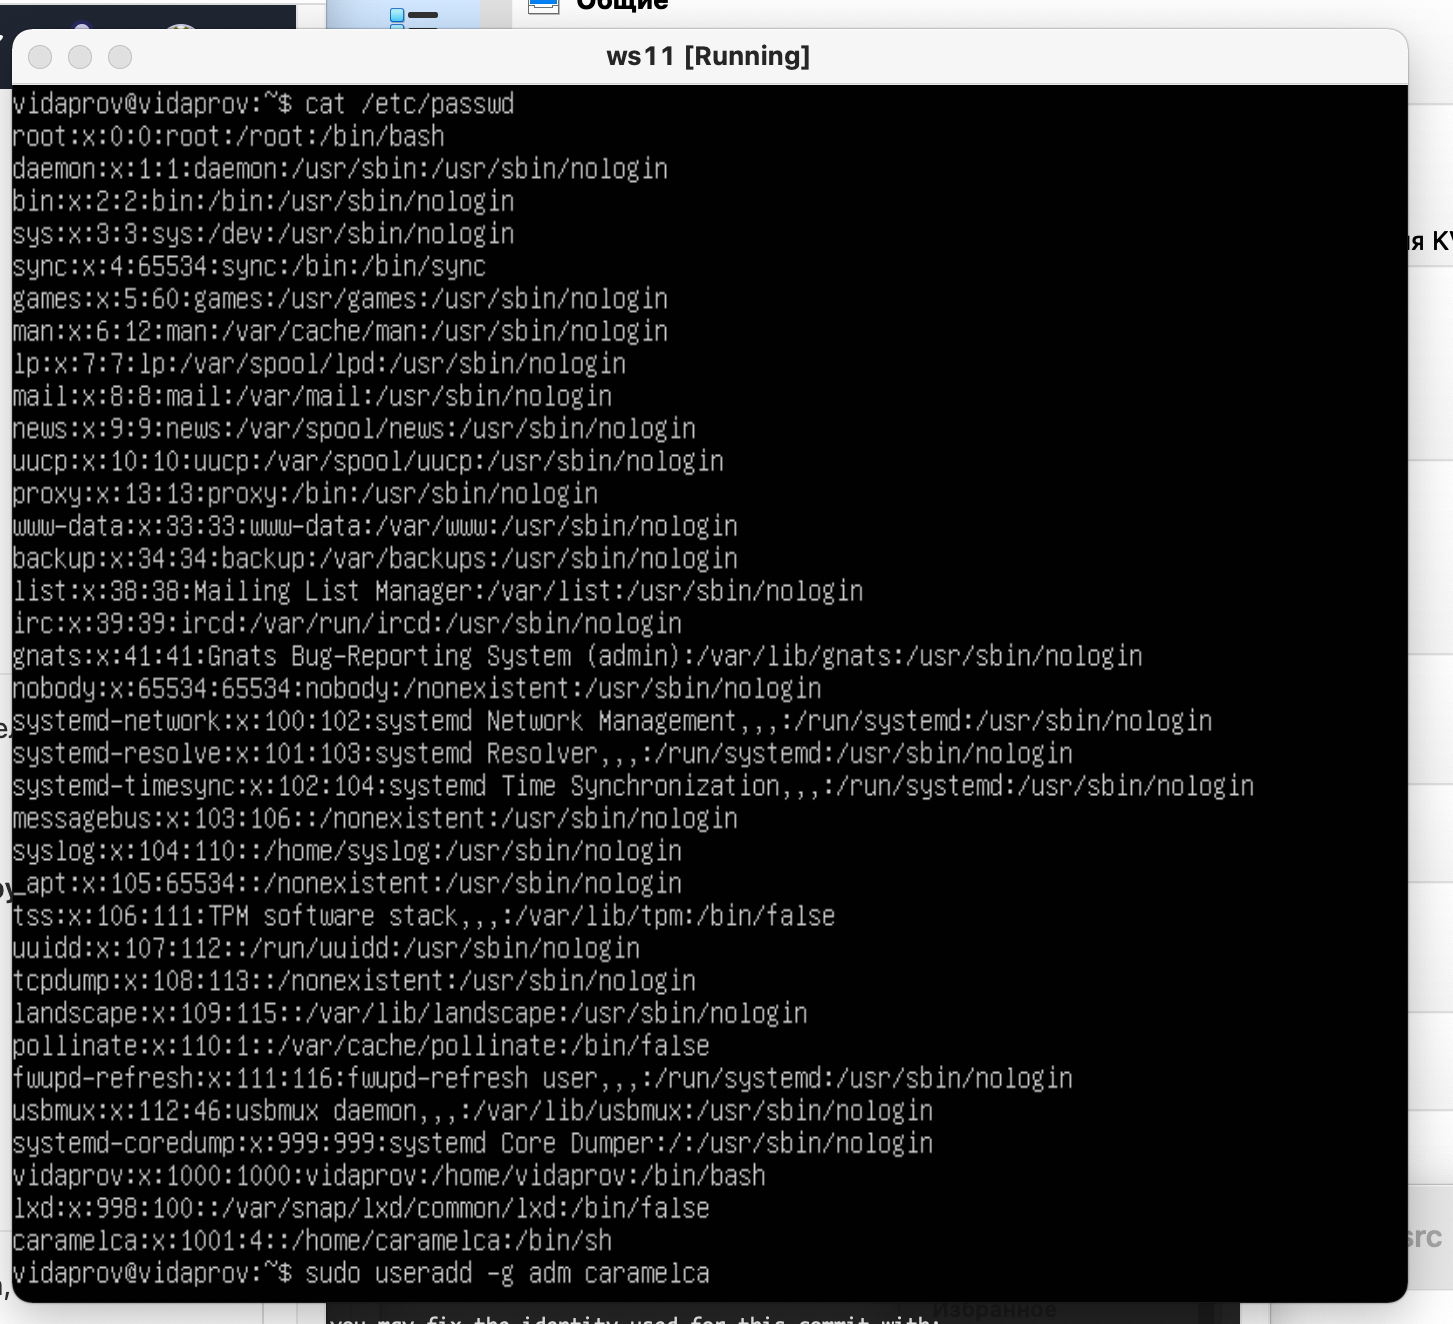 Общие
ws11 [Running]
vidaprov@vidaprov:~$ cat /etc/passwd
root:x:0:0:root:/root:/bin/bash
daemon:x:1:1:daemon:/usr/sbin:/usr/sbin/nologin
bin:x:2:2:bin:/bin:/usr/sbin/nologin
sys:x:3:3:sys:/dev:/usr/sbin/nologin
sync:x:4:65534:sync:/bin:/bin/sync
games:x:5:60:games:/usr/games:/usr/sbin/nologin
man:x:6:12:man:/var/cache/man:/usr/sbin/nologin
lp:x:7:7:lp:/var/spool/lpd:/usr/sbin/nologin
mail:x:8:8:mail:/var/mail:/usr/sbin/nologin
news:x:9:9:news:/var/spool/news:/usr/sbin/nologin
uucp:x:10:10:uucp:/var/spool/uucp:/usr/sbin/nologin
proxy:x:13:13:proxy:/bin:/usr/sbin/nologin
www-data:x:33:33:www-data:/var/www:/usr/sbin/nologin
backup:x:34:34:backup:/var/backups:/usr/sbin/nologin
list:x:38:38:Mailing List Manager:/var/list:/usr/sbin/nologin
irc:x:39:39:ircd:/var/run/ircd:/usr/sbin/nologin
gnats:x:41:41:Gnats Bug-Reporting System (admin):/var/lib/gnats:/usr/sbin/nologin
nobody:x:65534:65534:nobody:/nonexistent:/usr/sbin/nologin
systemd-network:x:100:102:systemd Network Management,,,:/run/systemd:/usr/sbin/nologin
systemd-resolve:x:101:103:systemd Resolver,,,:/run/systemd:/usr/sbin/nologin
systemd-timesync:x:102:104:systemd Time Synchronization,,,:/run/systemd:/usr/sbin/nologin
messagebus:x:103:106::/nonexistent:/usr/sbin/nologin
syslog:x:104:110::/home/syslog:/usr/sbin/nologin
_apt:x:105:65534::/nonexistent:/usr/sbin/nologin
tss:x:106:111:TPM software stack,,,:/var/lib/tpm:/bin/false
uuidd:x:107:112::/run/uuidd:/usr/sbin/nologin
tcpdump:x:108:113::/nonexistent:/usr/sbin/nologin
landscape:x:109:115::/var/lib/landscape:/usr/sbin/nologin
pollinate:x:110:1::/var/cache/pollinate:/bin/false
fwupd-refresh:x:111:116:fwupd-refresh user,,,:/run/systemd:/usr/sbin/nologin
usbmux:x:112:46:usbmux daemon,,,:/var/lib/usbmux:/usr/sbin/nologin
systemd-coredump:x:999:999:systemd Core Dumper:/:/usr/sbin/nologin
vidaprov:x:1000:1000:vidaprov:/home/vidaprov:/bin/bash
lxd:x:998:100::/var/snap/lxd/common/lxd:/bin/false
caramelca:x:1001:4::/home/caramelca:/bin/sh
vidaprov@vidaprov:~$ sudo useradd -g adm caramelca
src
Избранное
you may fix the identity used for this commit with: